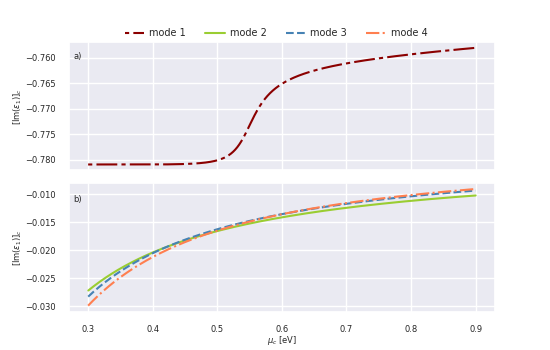 mode 1 mode 2 mode 3 mode 4
a)
−0.760
−0.765
−0.770
−0.775
−0.780
[Im(ε₁)]c
b)
−0.010
−0.015
−0.020
−0.025
−0.030
[Im(ε₁)]c
0.3 0.4 0.5 0.6 0.7 0.8 0.9
μc [eV]